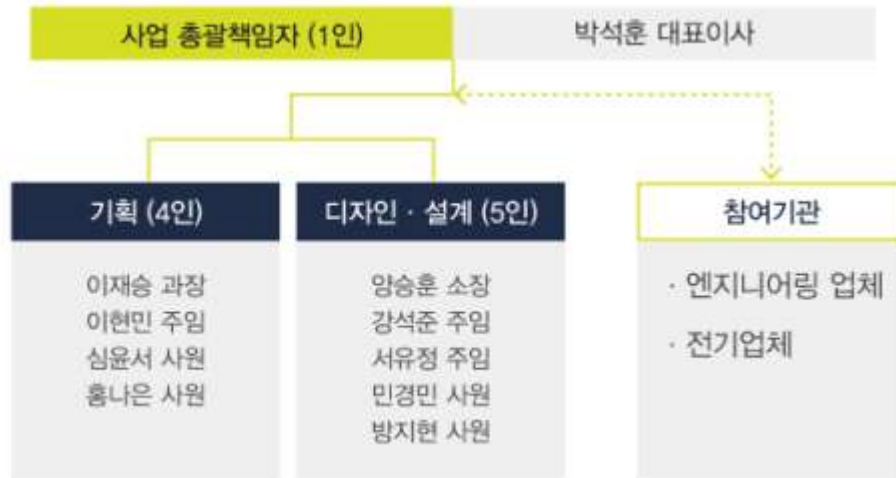 사업 총괄책임자 (1인)
박석훈 대표이사
기획 (4인)
이재승 과장
이현민 주임
심윤서 사원
홍나은 사원
디자인 · 설계 (5인)
양승훈 소장
강석준 주임
서유정 주임
민경민 사원
방지현 사원
참여기관
· 엔지니어링 업체
· 전기업체